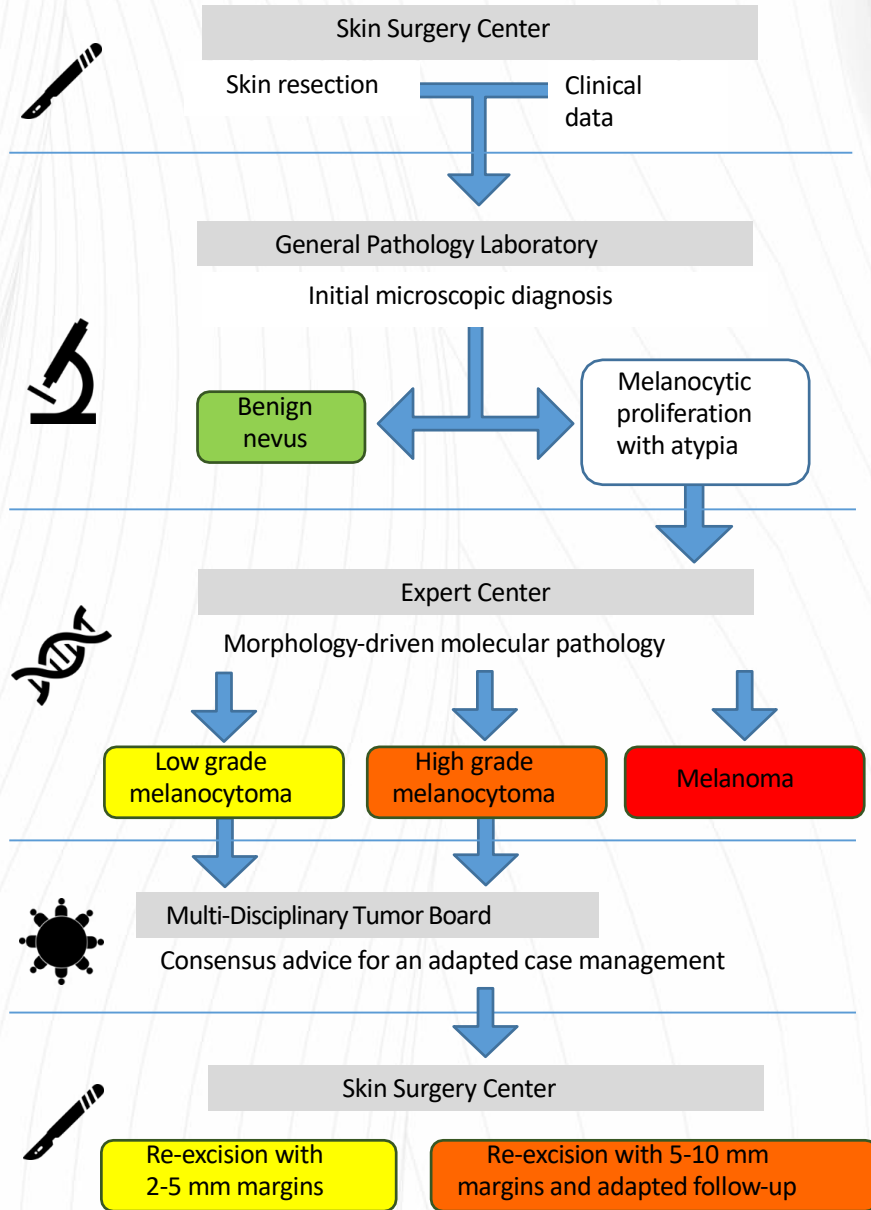 Skin Surgery Center
Skin resection
Clinical
data
General Pathology Laboratory
Initial microscopic diagnosis
Benign
nevus
Melanocytic
proliferation
with atypia
Expert Center
Morphology-driven molecular pathology
Low grade
melanocytoma
High grade
melanocytoma
Melanoma
Multi-Disciplinary Tumor Board
Consensus advice for an adapted case management
Skin Surgery Center
Re-excision with
2-5 mm margins
Re-excision with 5-10 mm
margins and adapted follow-up